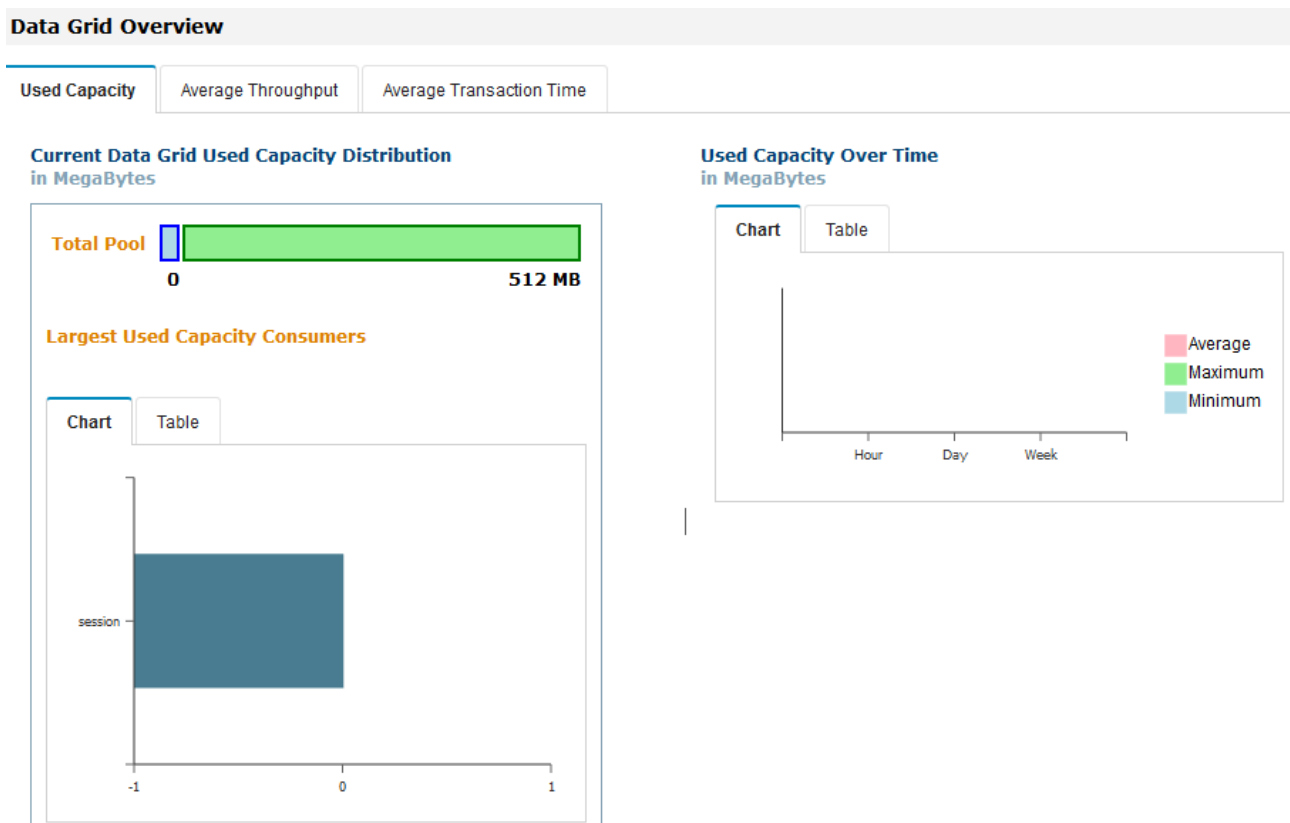 Data Grid Overview
Used Capacity
Average Throughput
Average Transaction Time
Current Data Grid Used Capacity Distribution
in MegaBytes
Total Pool
0
512 MB
Largest Used Capacity Consumers
Chart
Table
session
-1
0
1
Used Capacity Over Time
in MegaBytes
Chart
Table
Average
Maximum
Minimum
Hour
Day
Week